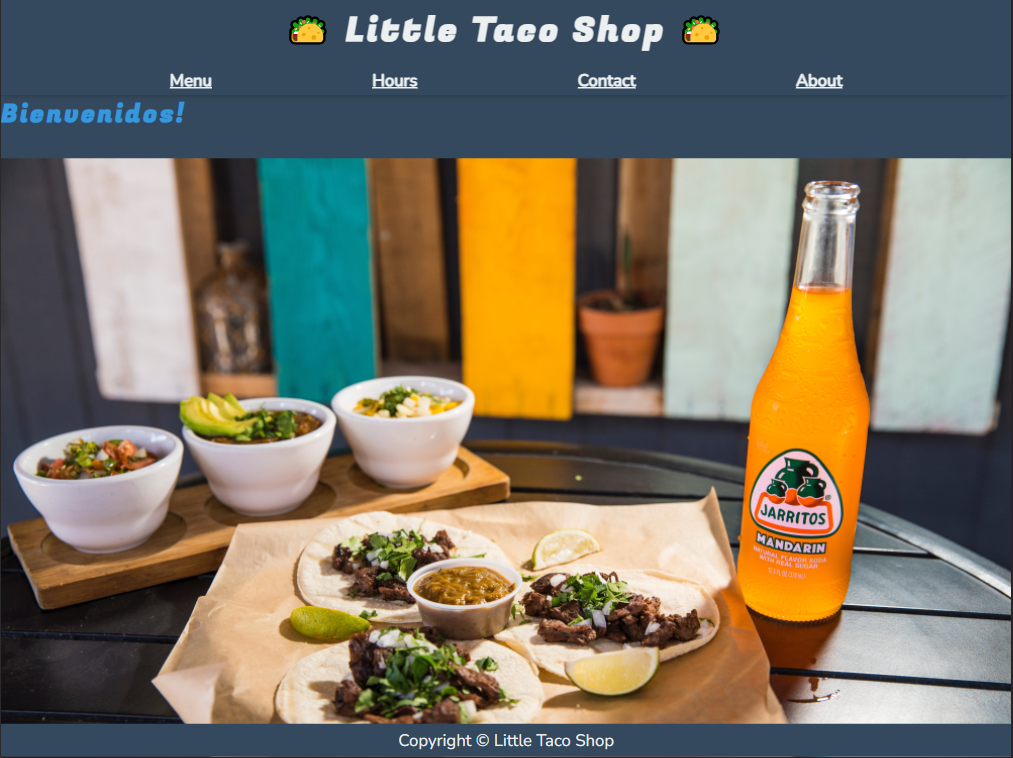 Little Taco Shop
Menu Hours Contact About
Bienvenidos!
JARRITOS
MANDARIN
NATURAL FLAVOR SODA
WITH REAL SUGAR
Copyright © Little Taco Shop